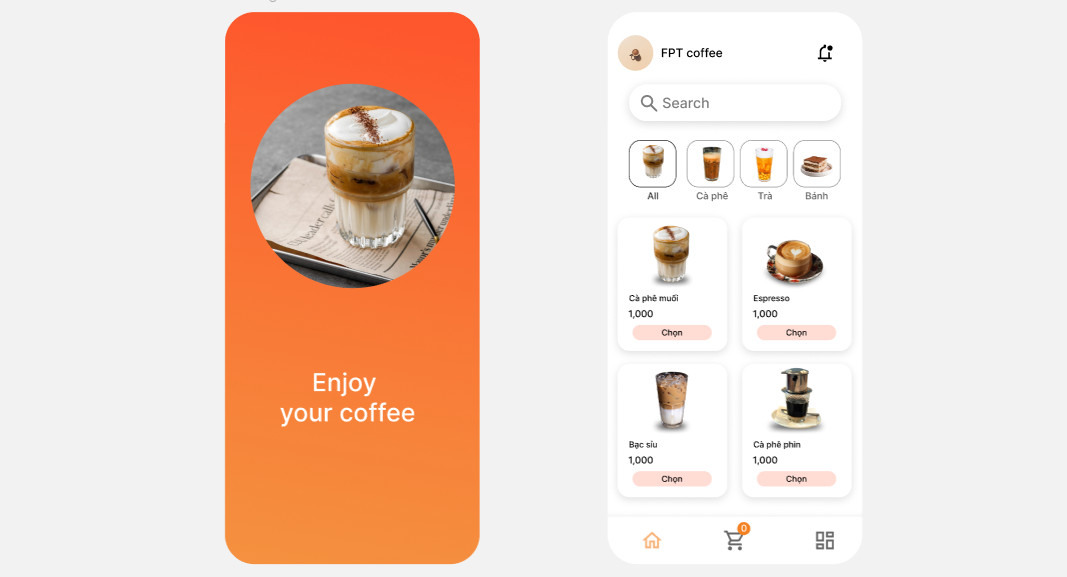 Enjoy
your coffee
FPT coffee
Search
All
Cà phê
Trà
Bánh
Cà phê muối
1,000
Chọn
Espresso
1,000
Chọn
Bạc sỉu
1,000
Chọn
Cà phê phin
1,000
Chọn
0